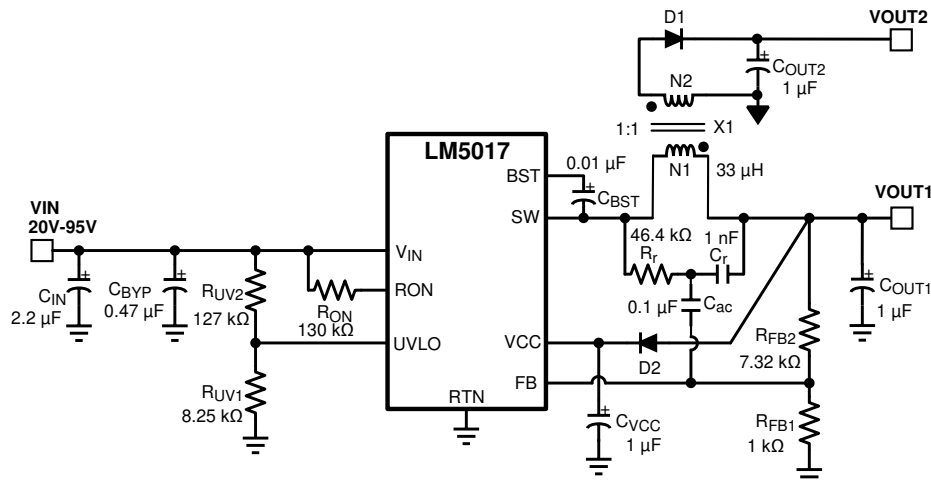 D1
VOUT2
+
COUT2
1 µF
N2
1:1
X1
N1
33 µH
LM5017
0.01 µF
BST
+
CBST
VOUT1
VIN
20V-95V
SW
46.4 kΩ
1 nF
Rr
Cr
VIN
+
CIN
2.2 µF
+
CBYP
0.47 µF
RUV2
127 kΩ
RON
RON
130 kΩ
0.1 µF
Cac
+
COUT1
1 µF
UVLO
VCC
D2
RFB2
7.32 kΩ
FB
RUV1
8.25 kΩ
RTN
+
CVCC
1 µF
RFB1
1 kΩ